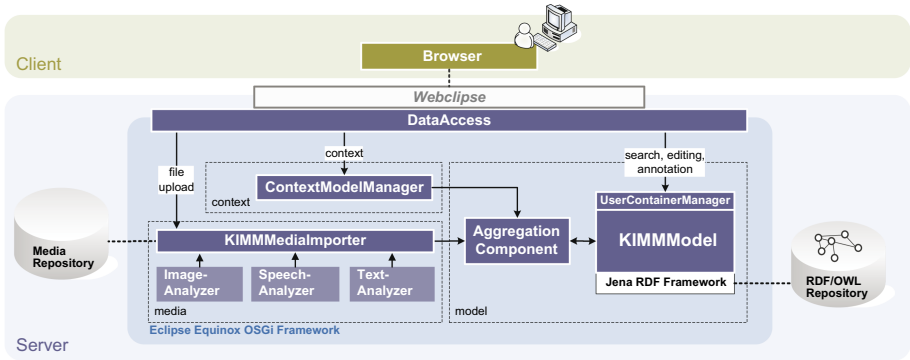 Client
Browser
Webclipse
DataAccess
context
file
upload
search, editing,
annotation
ContextModelManager
context
UserContainerManager
KIMMModel
Aggregation
Component
KIMMMediaImporter
Media
Repository
Image-
Analyzer
Speech-
Analyzer
Text-
Analyzer
Jena RDF Framework
RDF/OWL
Repository
media
model
Eclipse Equinox OSGi Framework
Server